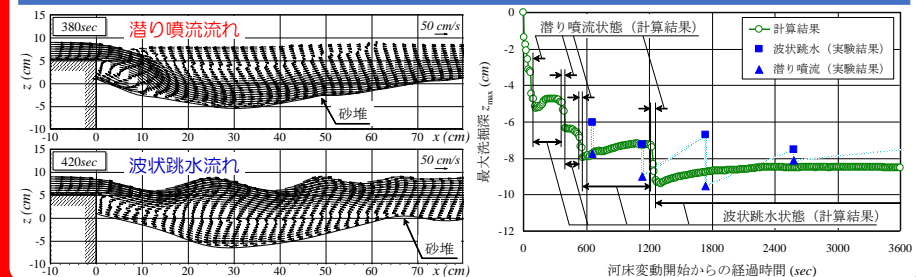 380sec
潜り噴流流れ
50 cm/s
z (cm)
15
10
5
0
-5
10
砂堆
-10 0 10 20 30 40 50 60 70 x (cm)
420sec
波状跳水流れ
50 cm/s
z (cm)
15
10
5
0
-5
10
砂堆
-10 0 10 20 30 40 50 60 70 x (cm)
最大洗掘深 zmax (cm)
0
-2
-4
-6
-8
-10
-12
潜り噴流状態（計算結果）
計算結果
波状跳水（実験結果）
潜り噴流（実験結果）
波状跳水状態（計算結果）
0 600 1200 1800 2400 3000 3600
河床変動開始からの経過時間 (sec)